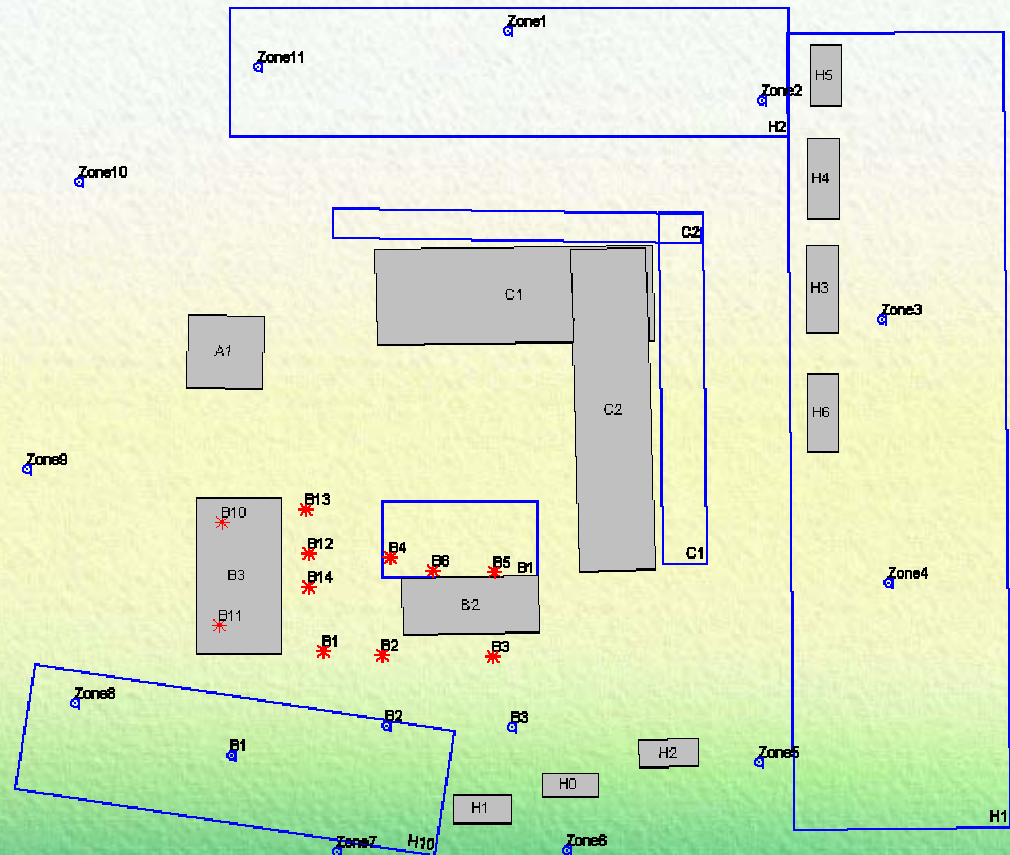 Zone1
Zone11
H5
Zone2
H2
Zone10
H4
C2
H3
C1
Zone3
A1
H6
C2
Zone9
B13
B10
B12
B4
C1
B6
B5
B1
B3
Zone4
B14
B2
B11
B1
B2
B3
Zone8
B2
B3
B1
H2
Zone5
H0
H1
H1
Zone7
H10
Zone6